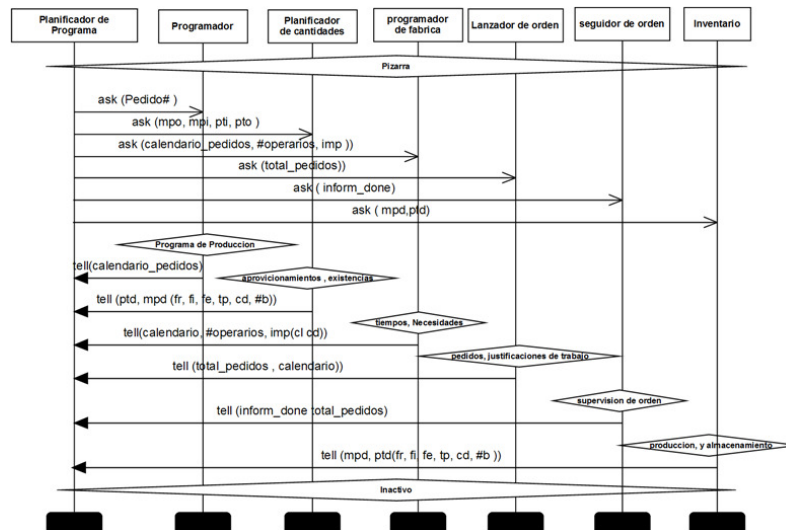 Planificador de
Programa
Programador
Planificador
de cantidades
programador
de fabrica
Lanzador de orden
seguidor de orden
Inventario
Pizarra
ask (Pedido# )
ask (mpo, mpi, pti, pto )
ask (calendario_pedidos, #operarios, imp ))
ask (total_pedidos))
ask ( inform_done)
ask ( mpd,ptd)
Programa de Produccion
tell(calendario_pedidos)
aprovicionamientos , existencias
tell (ptd, mpd (fr, fi, fe, tp, cd, #b))
tiempos, Necesidades
tell(calendario, #operarios, imp(cl cd))
pedidos, justificaciones de trabajo
tell (total_pedidos , calendario))
supervision de orden
tell (inform_done total_pedidos)
produccion, y almacenamiento
tell (mpd, ptd(fr, fi, fe, tp, cd, #b ))
Inactivo